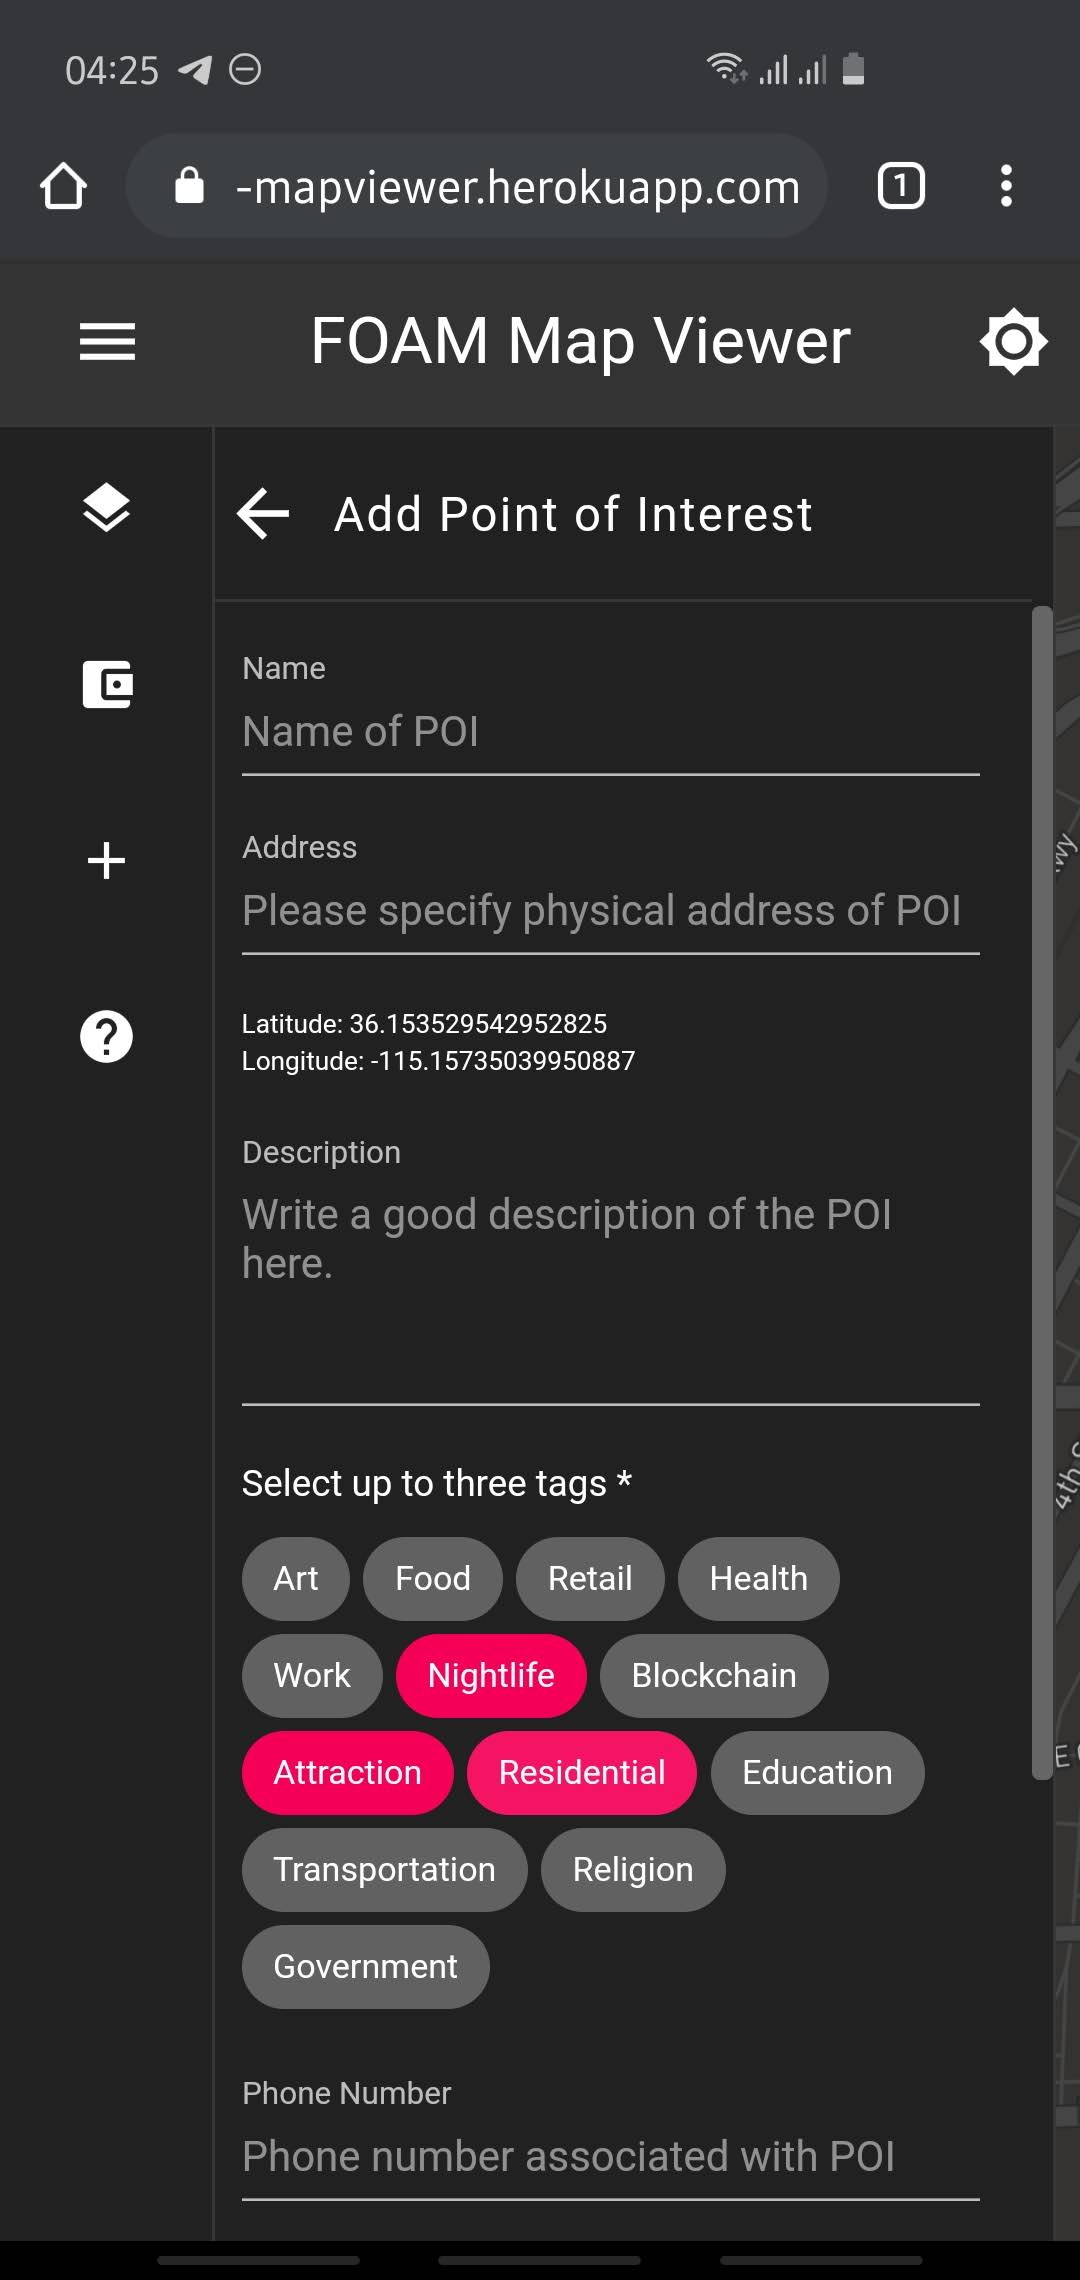 04:25
-mapviewer.herokuapp.com
1
FOAM Map Viewer
Add Point of Interest
Name
Name of POI
Address
Please specify physical address of POI
Latitude: 36.153529542952825
Longitude: -115.15735039950887
Description
Write a good description of the POI
here.
Select up to three tags *
Art Food Retail Health
Work Nightlife Blockchain
Attraction Residential Education
Transportation Religion
Government
Phone Number
Phone number associated with POI